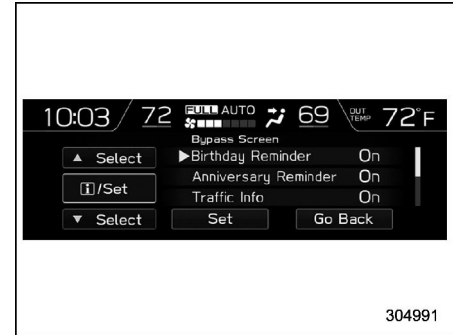 10:03 72 FULL AUTO 69 OUT TEMP 72°F
Bypass Screen
▲ Select ▶Birthday Reminder On
i/Set Anniversary Reminder On
Traffic Info On
▼ Select Set Go Back
304991